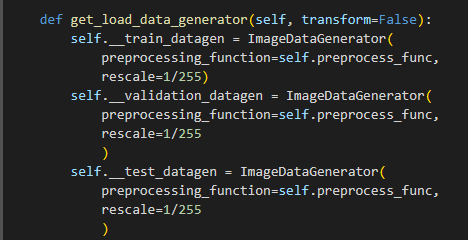 def get_load_data_generator(self, transform=False):
    self.__train_datagen = ImageDataGenerator(
        preprocessing_function=self.preprocess_func,
        rescale=1/255)
    self.__validation_datagen = ImageDataGenerator(
        preprocessing_function=self.preprocess_func,
        rescale=1/255
        )
    self.__test_datagen = ImageDataGenerator(
        preprocessing_function=self.preprocess_func,
        rescale=1/255
        )